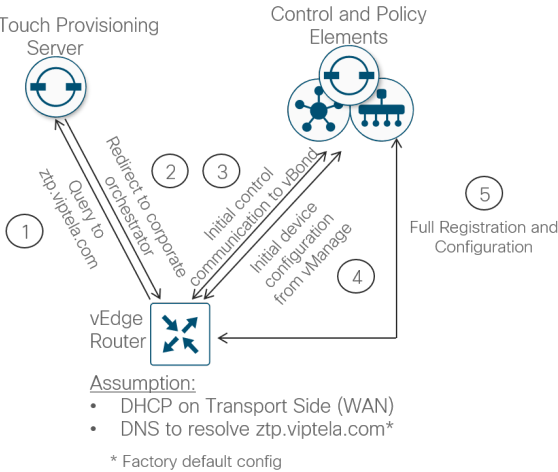 Touch Provisioning
Server
Control and Policy
Elements
1
Query to
ztp.viptela.com
2
Redirect to corporate
orchestrator
3
Initial control
communication to vBond
4
Initial device
configuration
from vManage
5
Full Registration and
Configuration
vEdge
Router
Assumption:
• DHCP on Transport Side (WAN)
• DNS to resolve ztp.viptela.com*
* Factory default config